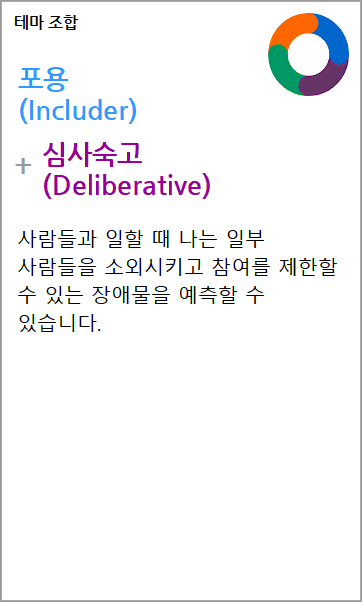 테마 조합
포용
(Includer)
+ 심사숙고
(Deliberative)
사람들과 일할 때 나는 일부
사람들을 소외시키고 참여를 제한할
수 있는 장애물을 예측할 수
있습니다.